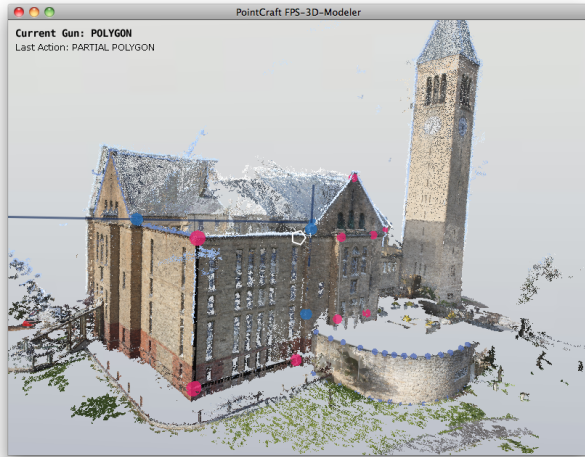 PointCraft FPS-3D-Modeler
Current Gun: POLYGON
Last Action: PARTIAL POLYGON